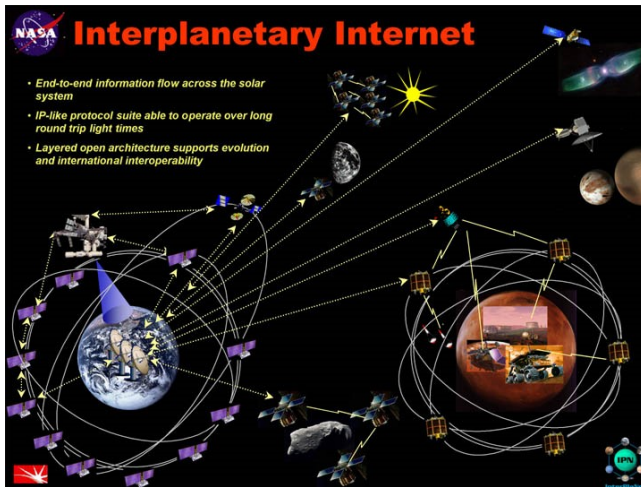 NASA
Interplanetary Internet
• End-to-end information flow across the solar
system
• IP-like protocol suite able to operate over long
round trip light times
• Layered open architecture supports evolution
and international interoperability
IPN